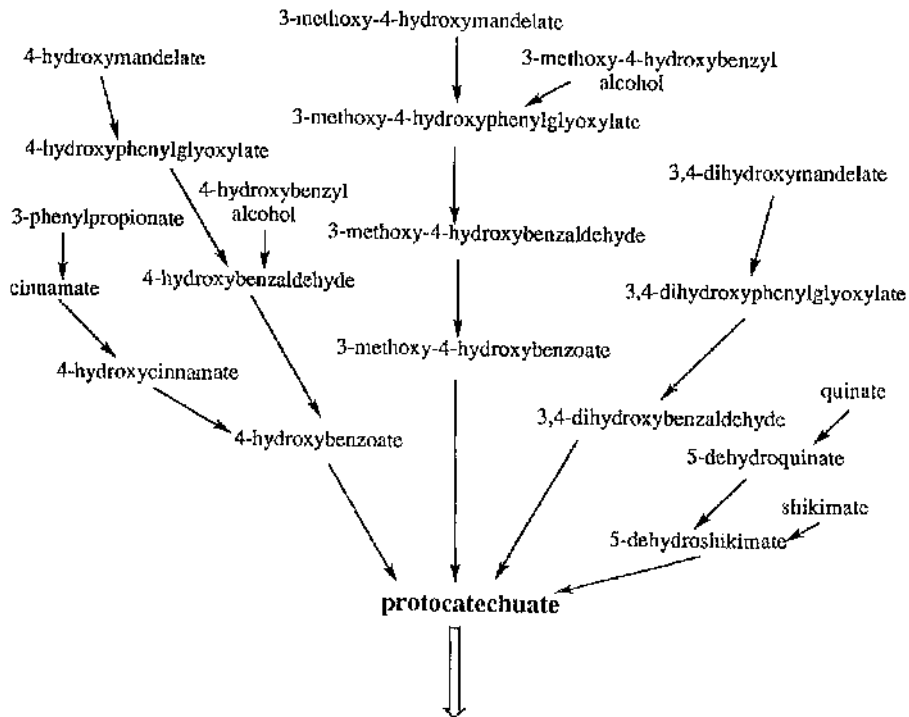 3-methoxy-4-hydroxymandelate
4-hydroxymandelate
3-methoxy-4-hydroxybenzyl
alcohol
3-methoxy-4-hydroxyphenylglyoxylate
4-hydroxyphenylglyoxylate
3,4-dihydroxymandelate
4-hydroxybenzyl
alcohol
3-phenylpropionate
3-methoxy-4-hydroxybenzaldehyde
4-hydroxybenzaldehyde
cinnamate
3,4-dihydroxyphenylglyoxylate
3-methoxy-4-hydroxybenzoate
4-hydroxycinnamate
quinate
3,4-dihydroxybenzaldehyde
4-hydroxybenzoate
5-dehydroquinate
shikimate
5-dehydroshikimate
protocatechuate